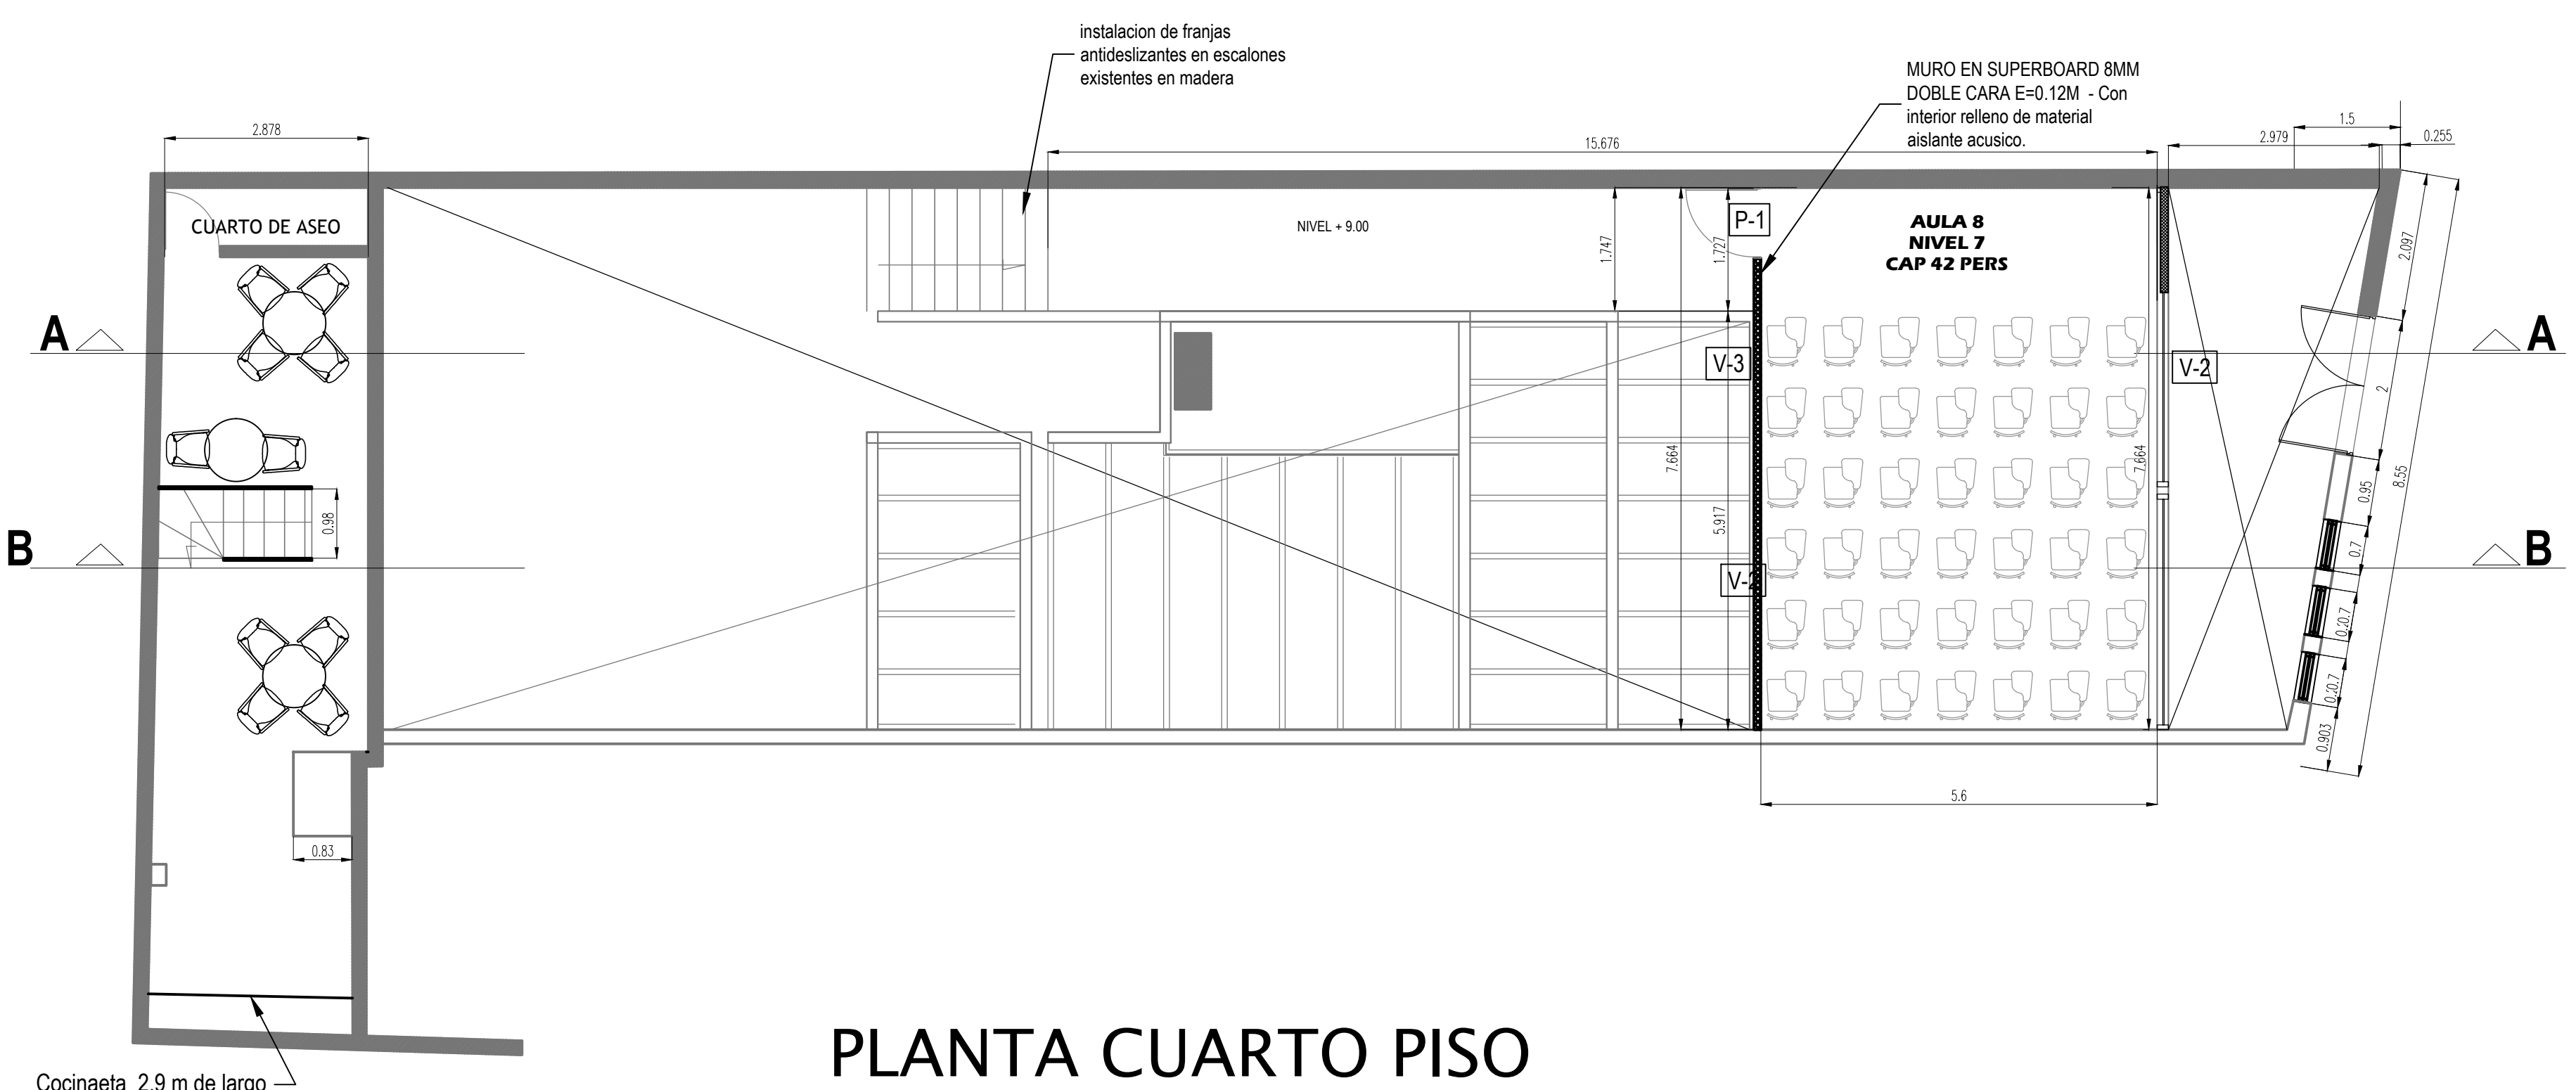 instalacion de franjas
antideslizantes en escalones
existentes en madera
MURO EN SUPERBOARD 8MM
DOBLE CARA E=0.12M - Con
interior relleno de material
aislante acusico.
2.878
15.676
2.979
1.5
0.255
CUARTO DE ASEO
NIVEL + 9.00
1.747
1.727
P-1
AULA 8
NIVEL 7
CAP 42 PERS
2.097
A
A
V-3
V-2
2
7.664
7.664
8.55
0.95
0.98
5.917
B
B
V-2
0.7
0.7
0.7
0.903
5.6
0.83
PLANTA CUARTO PISO
Cocinaeta 2.9 m de largo